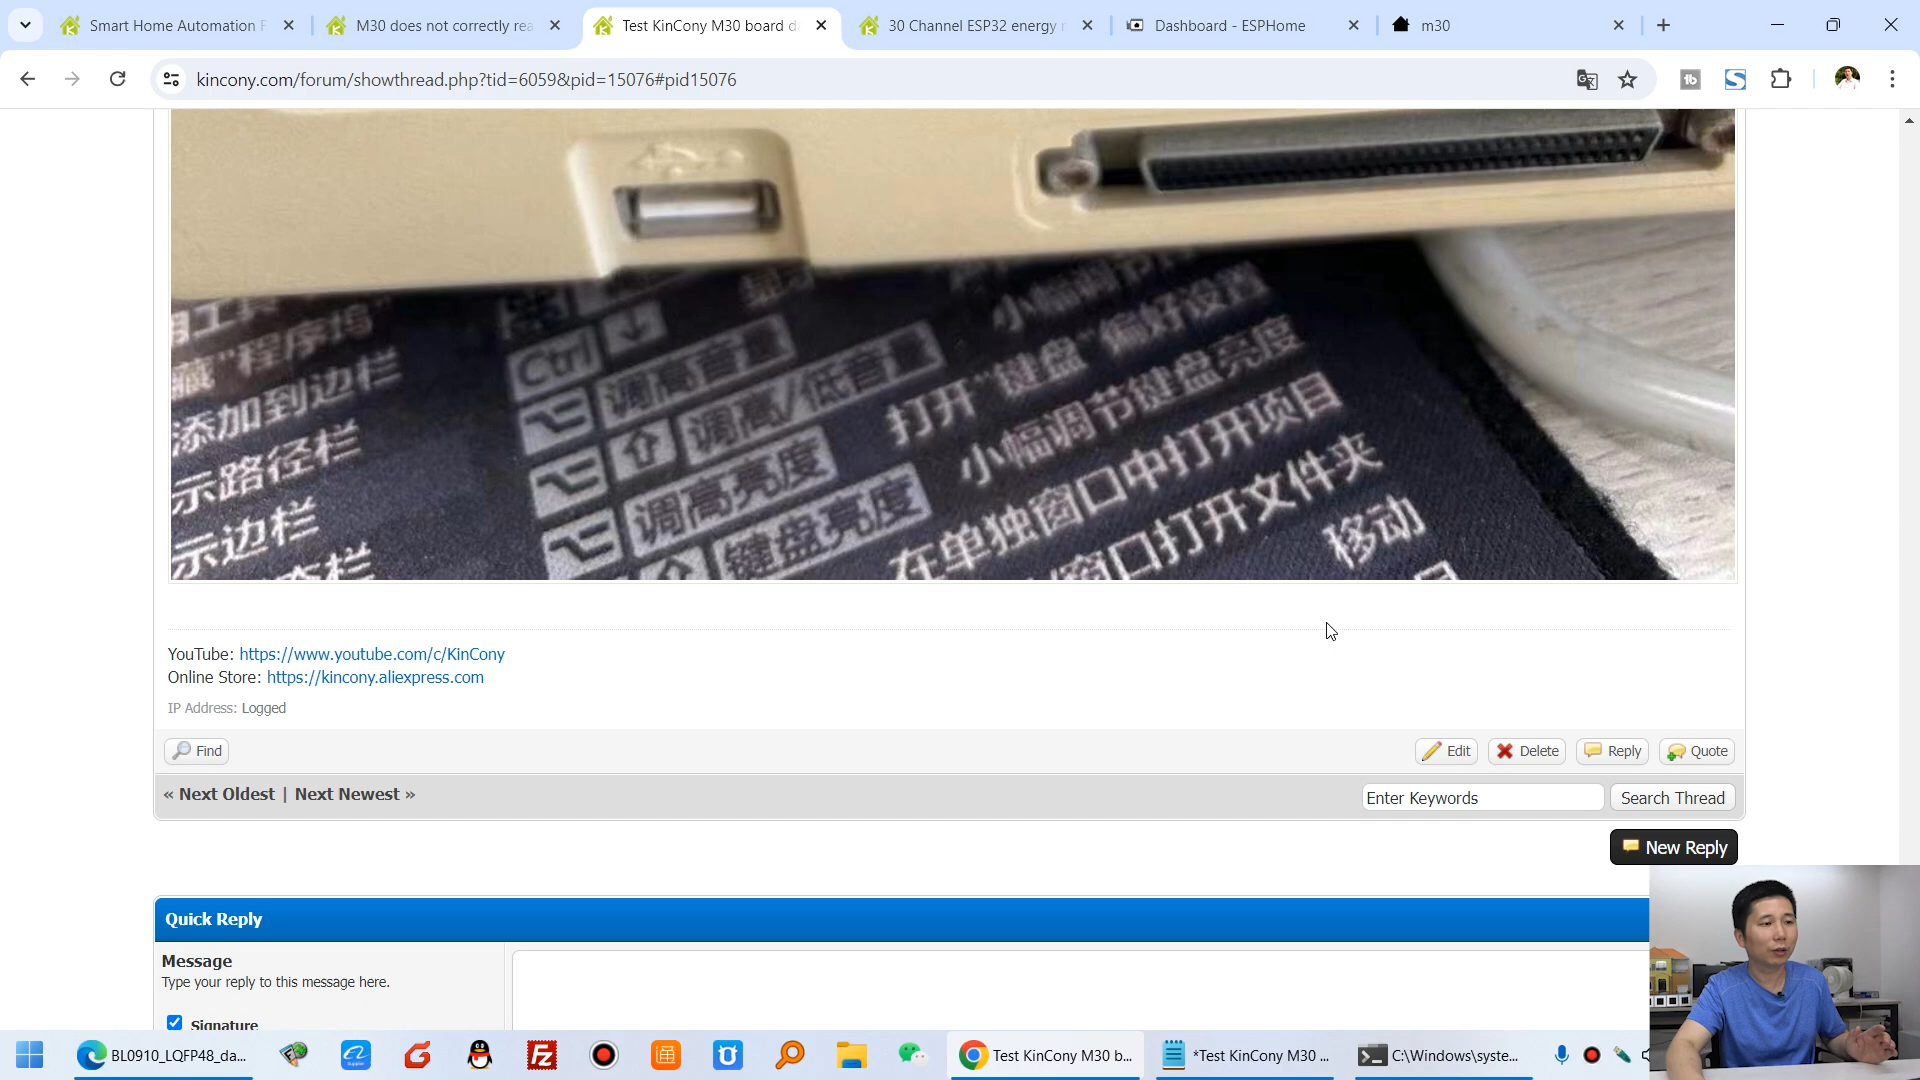 Smart Home Automation F
M30 does not correctly rea
Test KinCony M30 board d
30 Channel ESP32 energy
Dashboard - ESPHome
m30
kincony.com/forum/showthread.php?tid=6059&pid=15076#pid15076
藏"程序坞"
添加到边栏
示路径栏
示边栏
Ctrl
调高音量
调高/低音量
调高亮度
键盘亮度
打开"键盘"偏好设置
小幅调节键盘亮度
在单独窗口中打开项目
窗口打开文件夹
移动
YouTube: https://www.youtube.com/c/KinCony
Online Store: https://kincony.aliexpress.com
IP Address: Logged
Find
Edit
Delete
Reply
Quote
« Next Oldest | Next Newest »
Enter Keywords
Search Thread
New Reply
Quick Reply
Message
Type your reply to this message here.
Signature
BL0910_LQFP48_da...
Test KinCony M30 b...
*Test KinCony M30 ...
C:\Windows\syste...